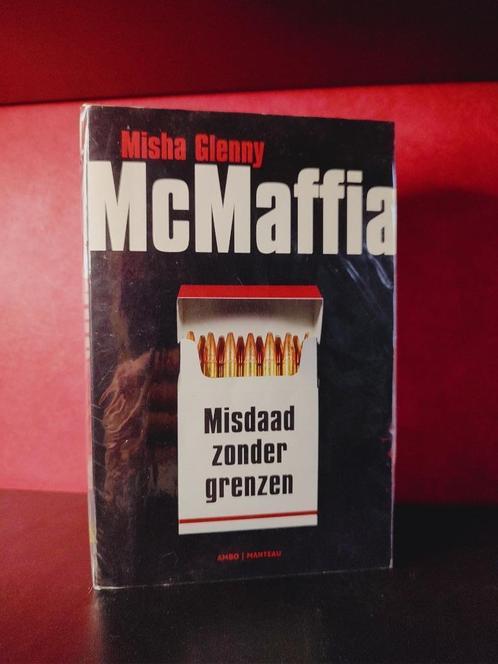 Misha Glenny
McMaffia
Misdaad
zonder
grenzen
AMBO | MANTEAU